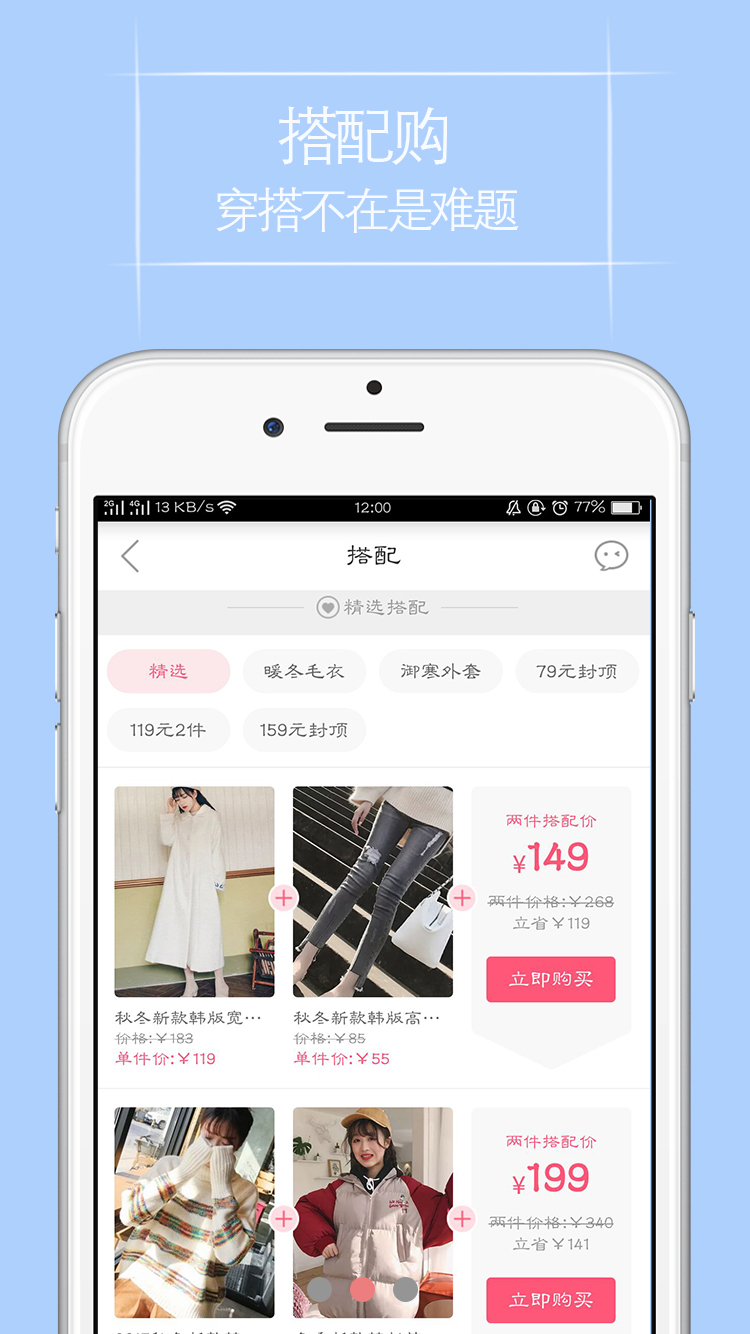 搭配购
穿搭不在是难题
2G 4G 13 KB/s 12:00 77%
搭配
精选搭配
精选 暖冬毛衣 御寒外套 79元封顶
119元2件 159元封顶
两件搭配价
¥149
两件价格:¥268
立省¥119
立即购买
秋冬新款韩版宽···
价格:¥183
单件价:¥119
秋冬新款韩版高···
价格:¥85
单件价:¥55
两件搭配价
¥199
两件价格:¥340
立省¥141
立即购买